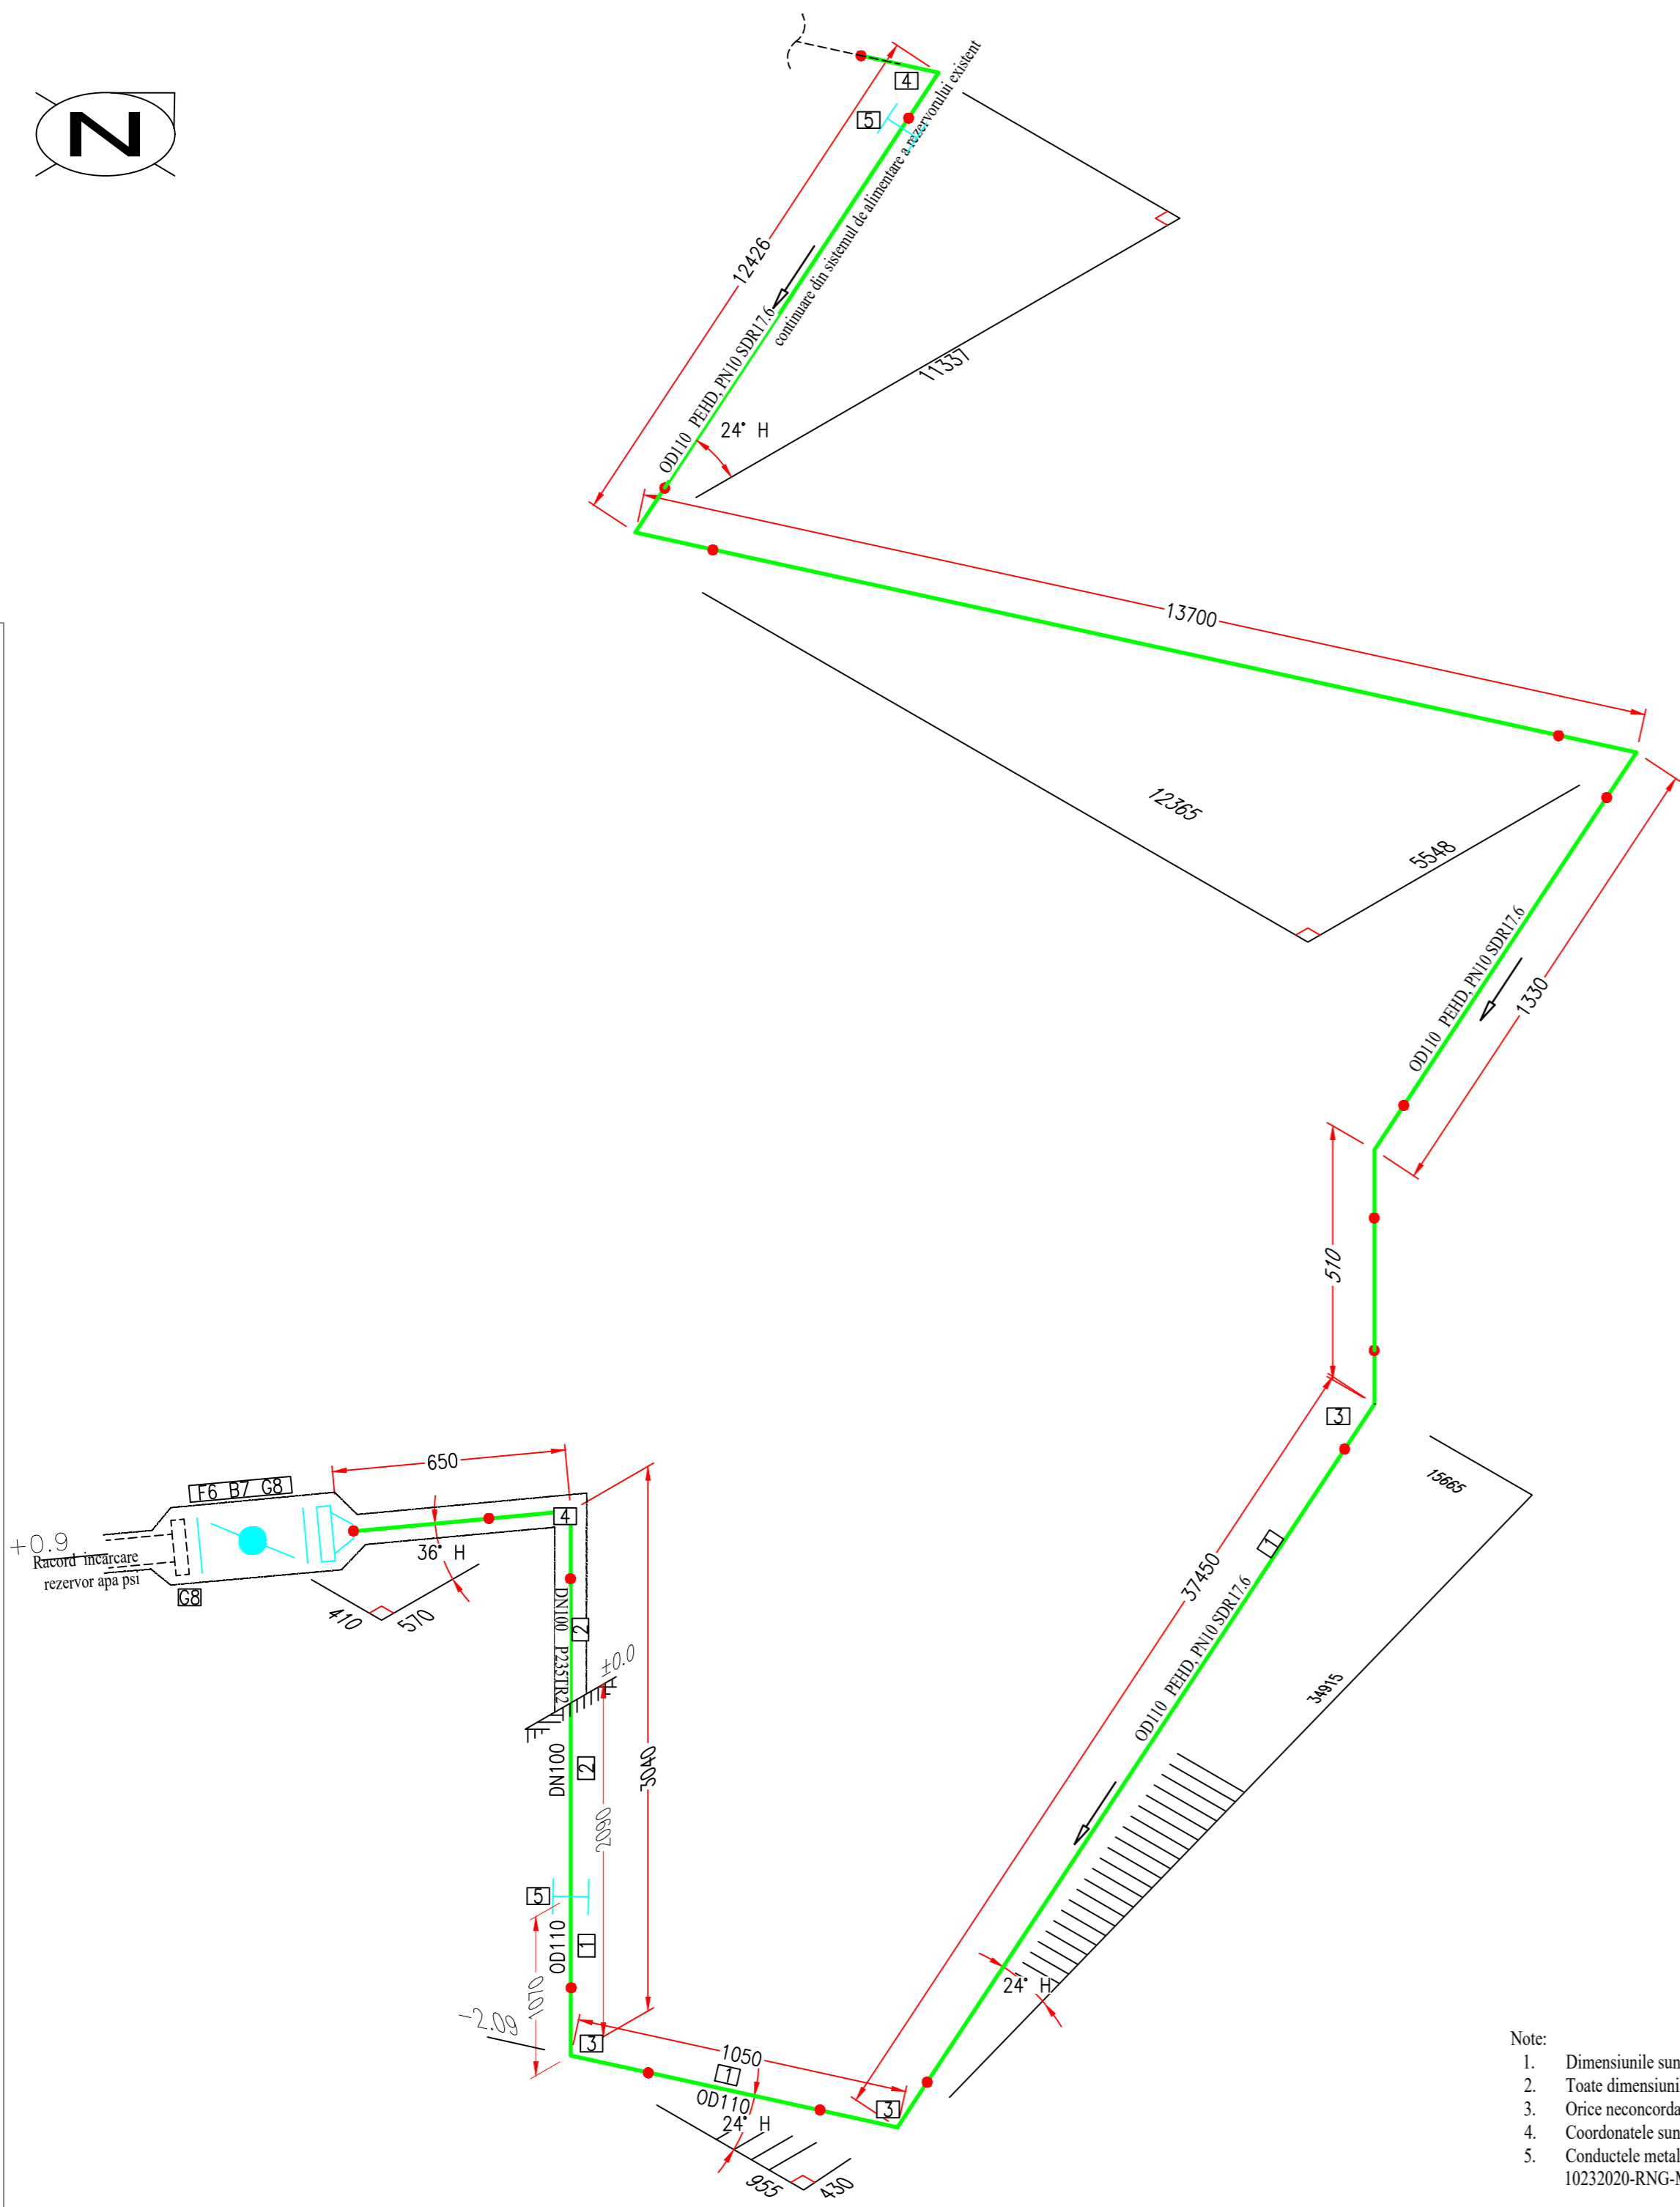 N
4
5
continuare din sistemul de alimentare a rezervorului existent
12426
OD110 PEHD, PN10 SDR17.6
11337
24° H
13700
12365
5548
OD110 PEHD, PN10 SDR17.6
1330
510
3
15665
1
37450
OD110 PEHD, PN10 SDR17.6
34915
24° H
650
F6 B7 G8
4
+0.9
Racord incarcare
rezervor apa psi
G8
36° H
410
570
DN100 P235TR2
2
±0.0
DN100
2
3040
2090
5
OD110
1
1070
-2.09
3
1050
1
OD110
24° H
3
955
430
Note:
1. Dimensiunile sun
2. Toate dimensiuni
3. Orice neconcorda
4. Coordonatele sun
5. Conductele metal
10232020-RNG-M